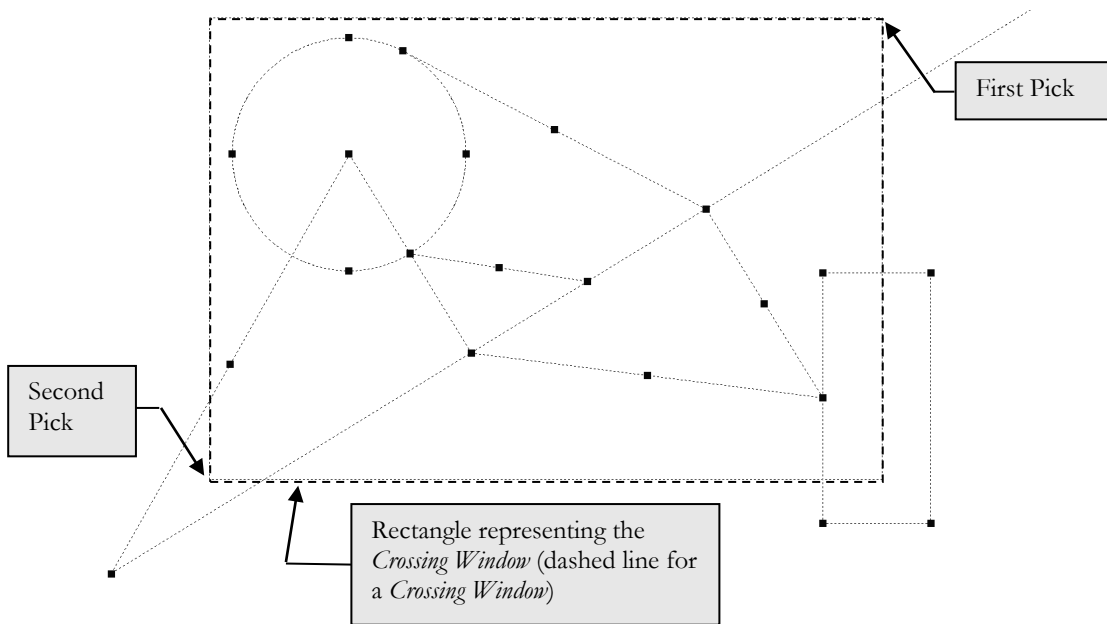 First Pick
Second
Pick
Rectangle representing the
Crossing Window (dashed line for
a Crossing Window)